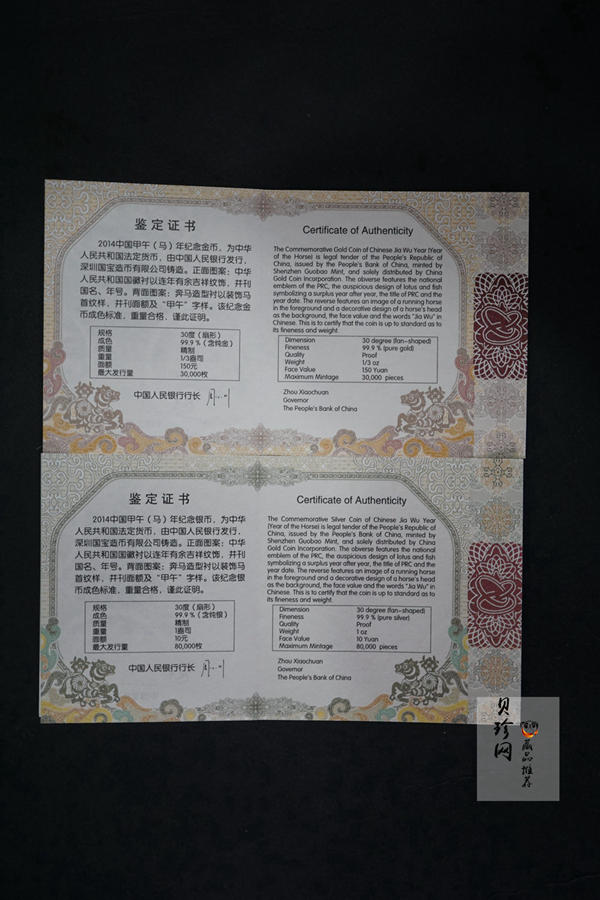 鉴定证书
2014中国甲午（马）年纪念金币，为中华
人民共和国法定货币，由中国人民银行发行，
深圳国宝造币有限公司铸造。正面图案：中华
人民共和国国徽衬以连年有余吉祥纹饰，并刊
国名、年号。背面图案：奔马造型衬以装饰马
首纹样，并刊面额及“甲午”字样。该纪念金
币成色标准，重量合格，谨此证明。
规格 30度（扇形）
成色 99.9％（含纯金）
质量 精制
重量 1/3盎司
面额 150元
最大发行量 30,000枚
中国人民银行行长
Certificate of Authenticity
The Commemorative Gold Coin of Chinese Jia Wu Year (Year
of the Horse) is legal tender of the People's Republic of
China, issued by the People's Bank of China, minted by
Shenzhen Guobao Mint, and solely distributed by China
Gold Coin Incorporation. The obverse features the national
emblem of the PRC, the auspicious design of lotus and fish
symbolizing a surplus year after year, the title of PRC and the
year date. The reverse features an image of a running horse
in the foreground and a decorative design of a horse's head
as the background, the face value and the words "Jia Wu" in
Chinese. This is to certify that the coin is up to standard as to
its fineness and weight.
Dimension 30 degree (fan-shaped)
Fineness 99.9 % (pure gold)
Quality Proof
Weight 1/3 oz
Face Value 150 Yuan
Maximum Mintage 30,000 pieces
Zhou Xiaochuan
Governor
The People's Bank of China
鉴定证书
2014中国甲午（马）年纪念银币，为中华
人民共和国法定货币，由中国人民银行发行，
深圳国宝造币有限公司铸造。正面图案：中华
人民共和国国徽衬以连年有余吉祥纹饰，并刊
国名、年号。背面图案：奔马造型衬以装饰马
首纹样，并刊面额及“甲午”字样。该纪念银
币成色标准，重量合格，谨此证明。
规格 30度（扇形）
成色 99.9％（含纯银）
质量 精制
重量 1盎司
面额 10元
最大发行量 80,000枚
中国人民银行行长
Certificate of Authenticity
The Commemorative Silver Coin of Chinese Jia Wu Year
(Year of the Horse) is legal tender of the People's Republic of
China, issued by the People's Bank of China, minted by
Shenzhen Guobao Mint, and solely distributed by China
Gold Coin Incorporation. The obverse features the national
emblem of the PRC, the auspicious design of lotus and fish
symbolizing a surplus year after year, the title of PRC and the
year date. The reverse features an image of a running horse
in the foreground and a decorative design of a horse's head
as the background, the face value and the words "Jia Wu" in
Chinese. This is to certify that the coin is up to standard as to
its fineness and weight.
Dimension 30 degree (fan-shaped)
Fineness 99.9 % (pure silver)
Quality Proof
Weight 1 oz
Face Value 10 Yuan
Maximum Mintage 80,000 pieces
Zhou Xiaochuan
Governor
The People's Bank of China
贝珍网
藏品推荐